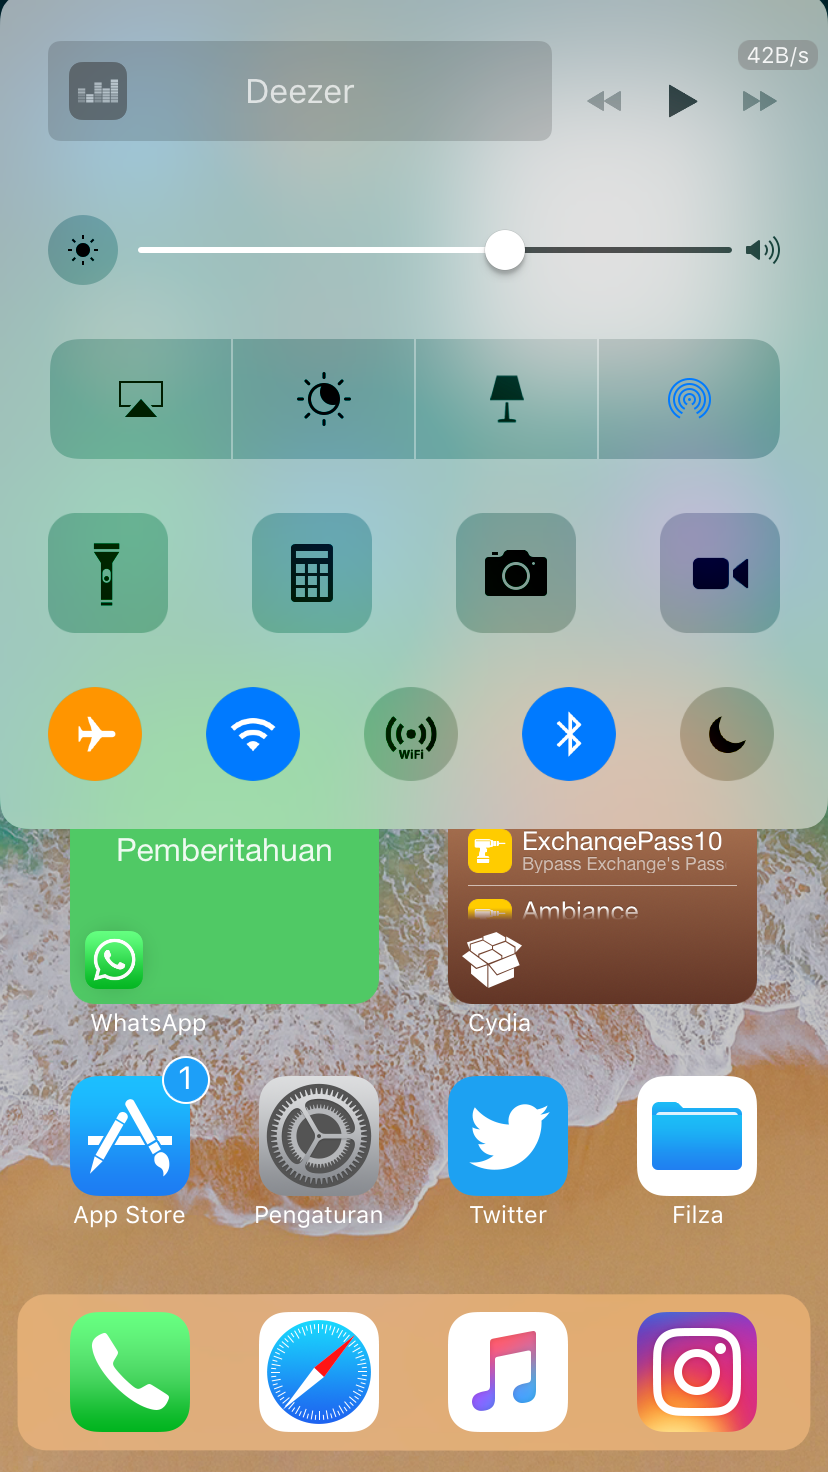 42B/s
Deezer
WiFi
Pemberitahuan
ExchangePass10
Bypass Exchange's Pass
Ambiance
WhatsApp
Cydia
1
App Store
Pengaturan
Twitter
Filza